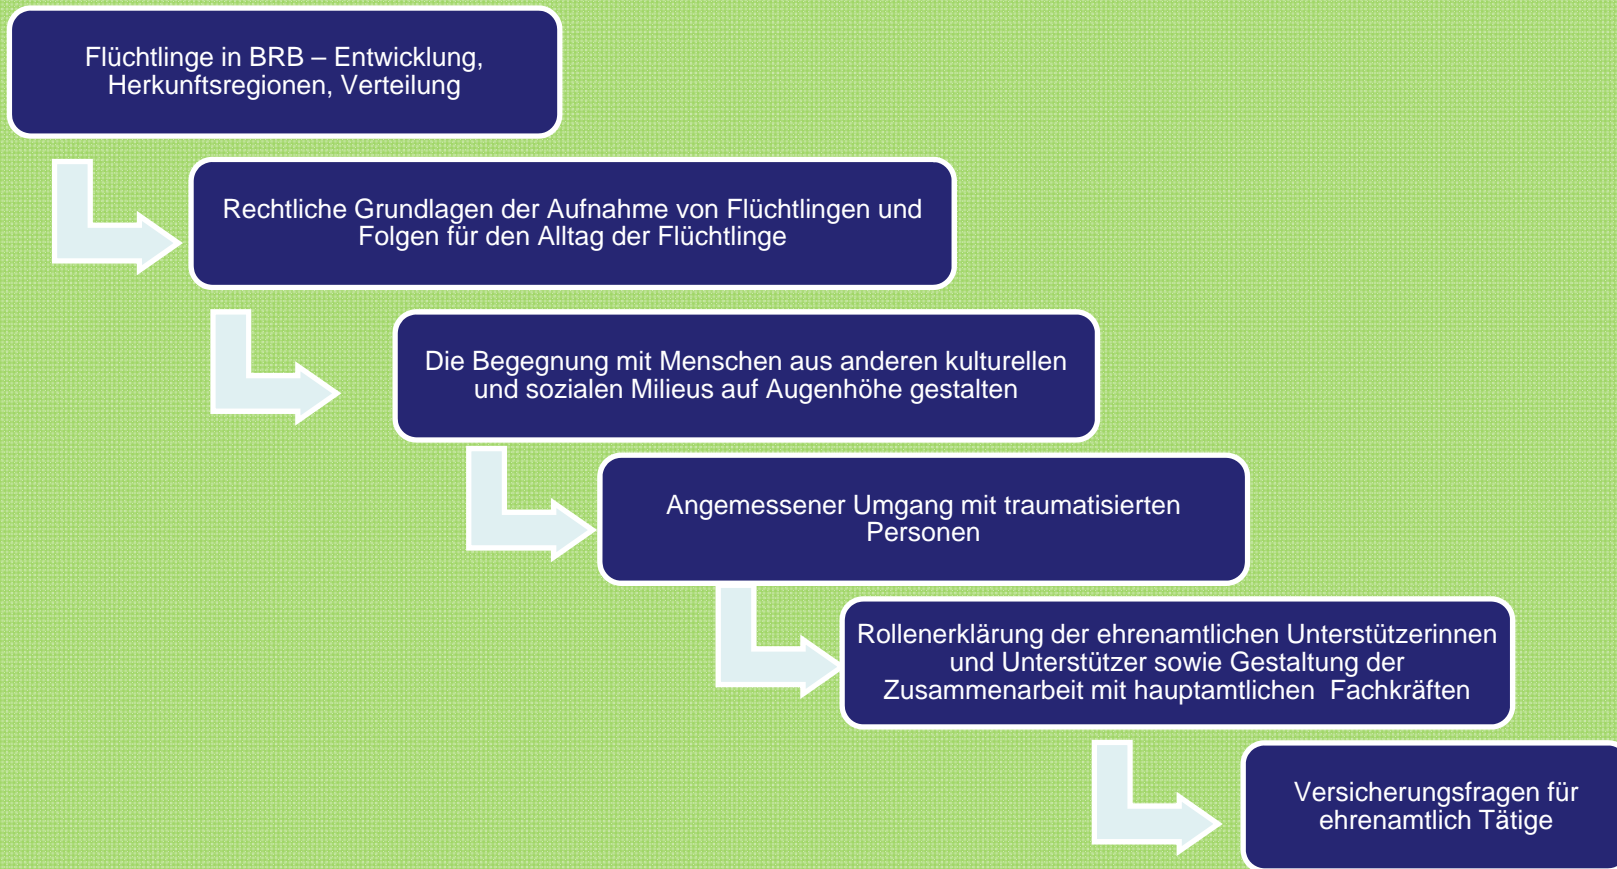 Flüchtlinge in BRB – Entwicklung,
Herkunftsregionen, Verteilung
Rechtliche Grundlagen der Aufnahme von Flüchtlingen und
Folgen für den Alltag der Flüchtlinge
Die Begegnung mit Menschen aus anderen kulturellen
und sozialen Milieus auf Augenhöhe gestalten
Angemessener Umgang mit traumatisierten
Personen
Rollenerklärung der ehrenamtlichen Unterstützerinnen
und Unterstützer sowie Gestaltung der
Zusammenarbeit mit hauptamtlichen  Fachkräften
Versicherungsfragen für
ehrenamtlich Tätige